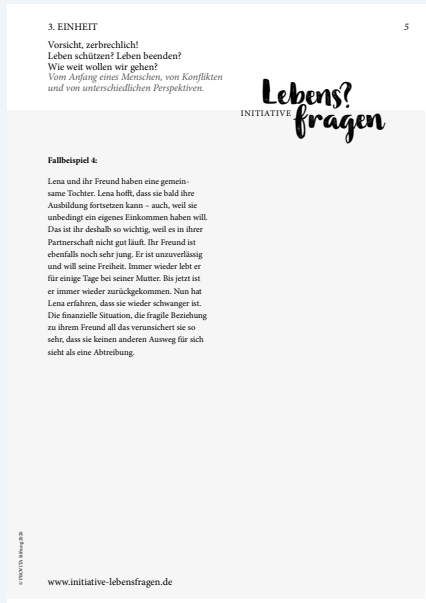 3. EINHEIT
5
Vorsicht, zerbrechlich!
Leben schützen? Leben beenden?
Wie weit wollen wir gehen?
Vom Anfang eines Menschen, von Konflikten
und von unterschiedlichen Perspektiven.
Lebens?
INITIATIVE fragen
Fallbeispiel 4:
Lena und ihr Freund haben eine gemein-
same Tochter. Lena hofft, dass sie bald ihre
Ausbildung fortsetzen kann – auch, weil sie
unbedingt ein eigenes Einkommen haben will.
Das ist ihr deshalb so wichtig, weil es in ihrer
Partnerschaft nicht gut läuft. Ihr Freund ist
ebenfalls noch sehr jung. Er ist unzuverlässig
und will seine Freiheit. Immer wieder lebt er
für einige Tage bei seiner Mutter. Bis jetzt ist
er immer wieder zurückgekommen. Nun hat
Lena erfahren, dass sie wieder schwanger ist.
Die finanzielle Situation, die fragile Beziehung
zu ihrem Freund all das verunsichert sie so
sehr, dass sie keinen anderen Ausweg für sich
sieht als eine Abtreibung.
© PROVITA Stiftung 2020
www.initiative-lebensfragen.de